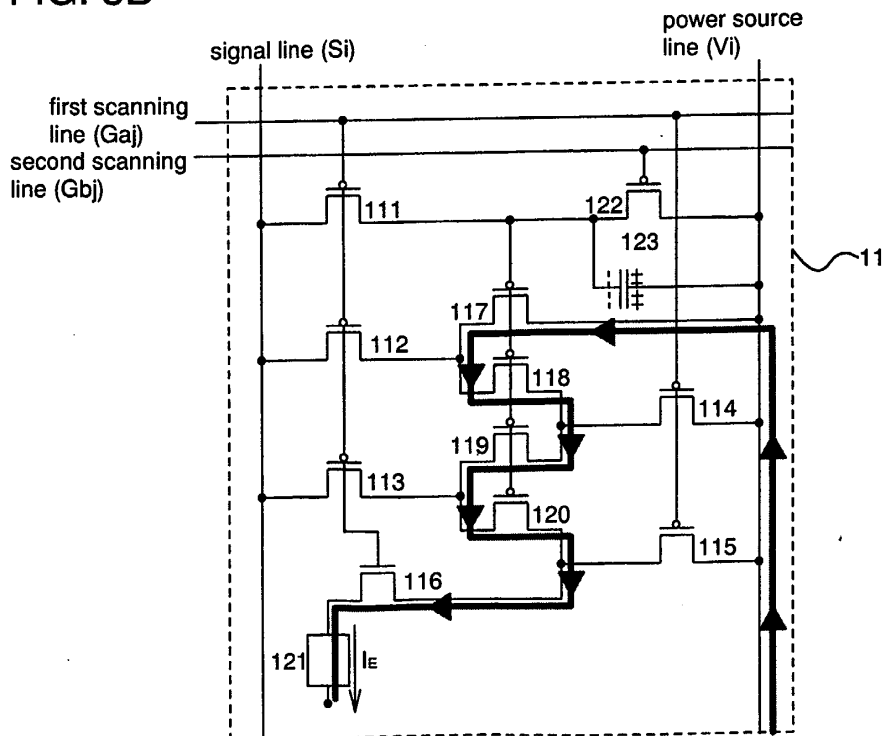 power source
line (Vi)
signal line (Si)
first scanning
line (Gaj)
second scanning
line (Gbj)
111
122
123
11
117
112
118
114
119
113
120
115
116
121
IE